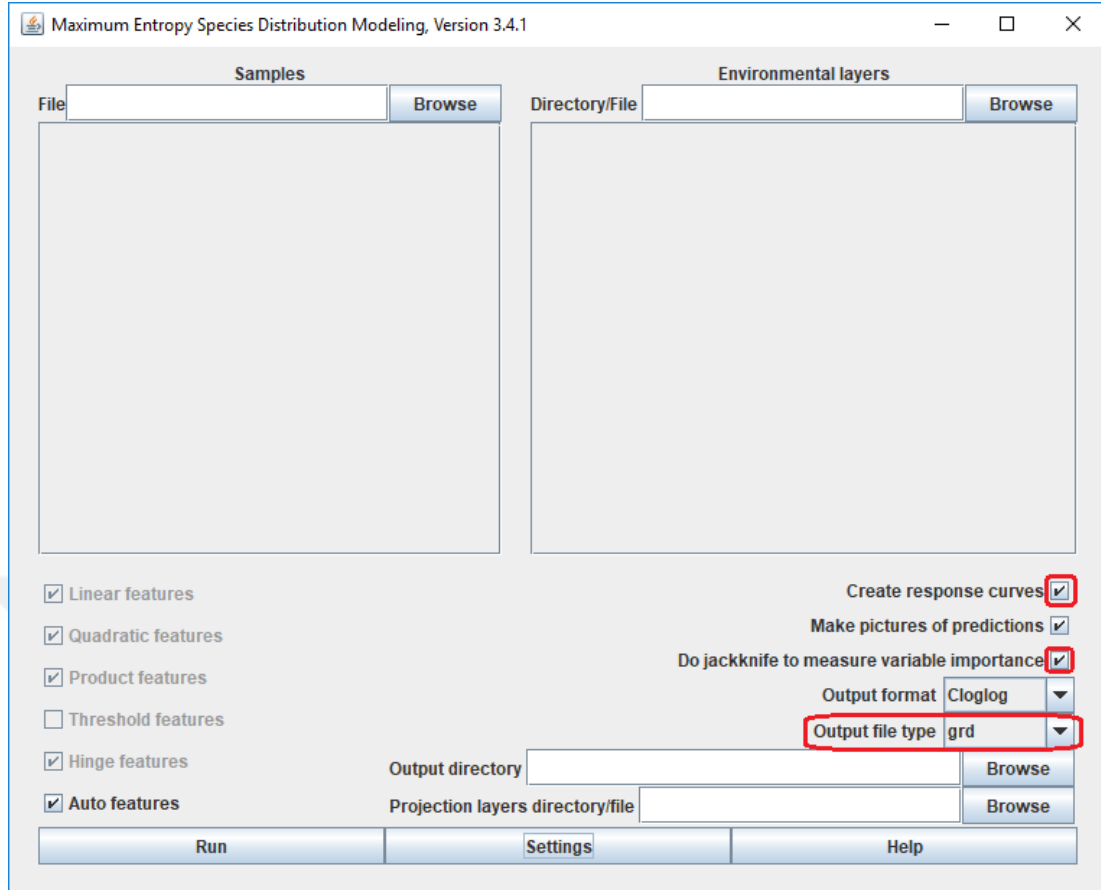 Maximum Entropy Species Distribution Modeling, Version 3.4.1
Samples
File
Browse
Environmental layers
Directory/File
Browse
Linear features
Quadratic features
Product features
Threshold features
Hinge features
Auto features
Create response curves
Make pictures of predictions
Do jackknife to measure variable importance
Output format Cloglog
Output file type grd
Output directory
Browse
Projection layers directory/file
Browse
Run
Settings
Help